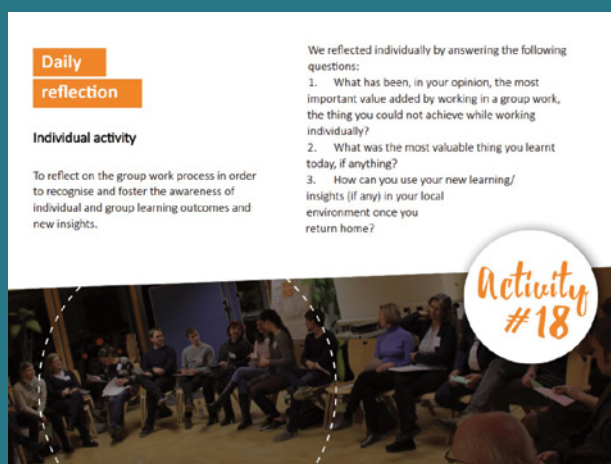 Daily
reflection
Individual activity
To reflect on the group work process in order
to recognise and foster the awareness of
individual and group learning outcomes and
new insights.
We reflected individually by answering the following
questions:
1. What has been, in your opinion, the most
important value added by working in a group work,
the thing you could not achieve while working
individually?
2. What was the most valuable thing you learnt
today, if anything?
3. How can you use your new learning/
insights (if any) in your local
environment once you
return home?
Activity
#18